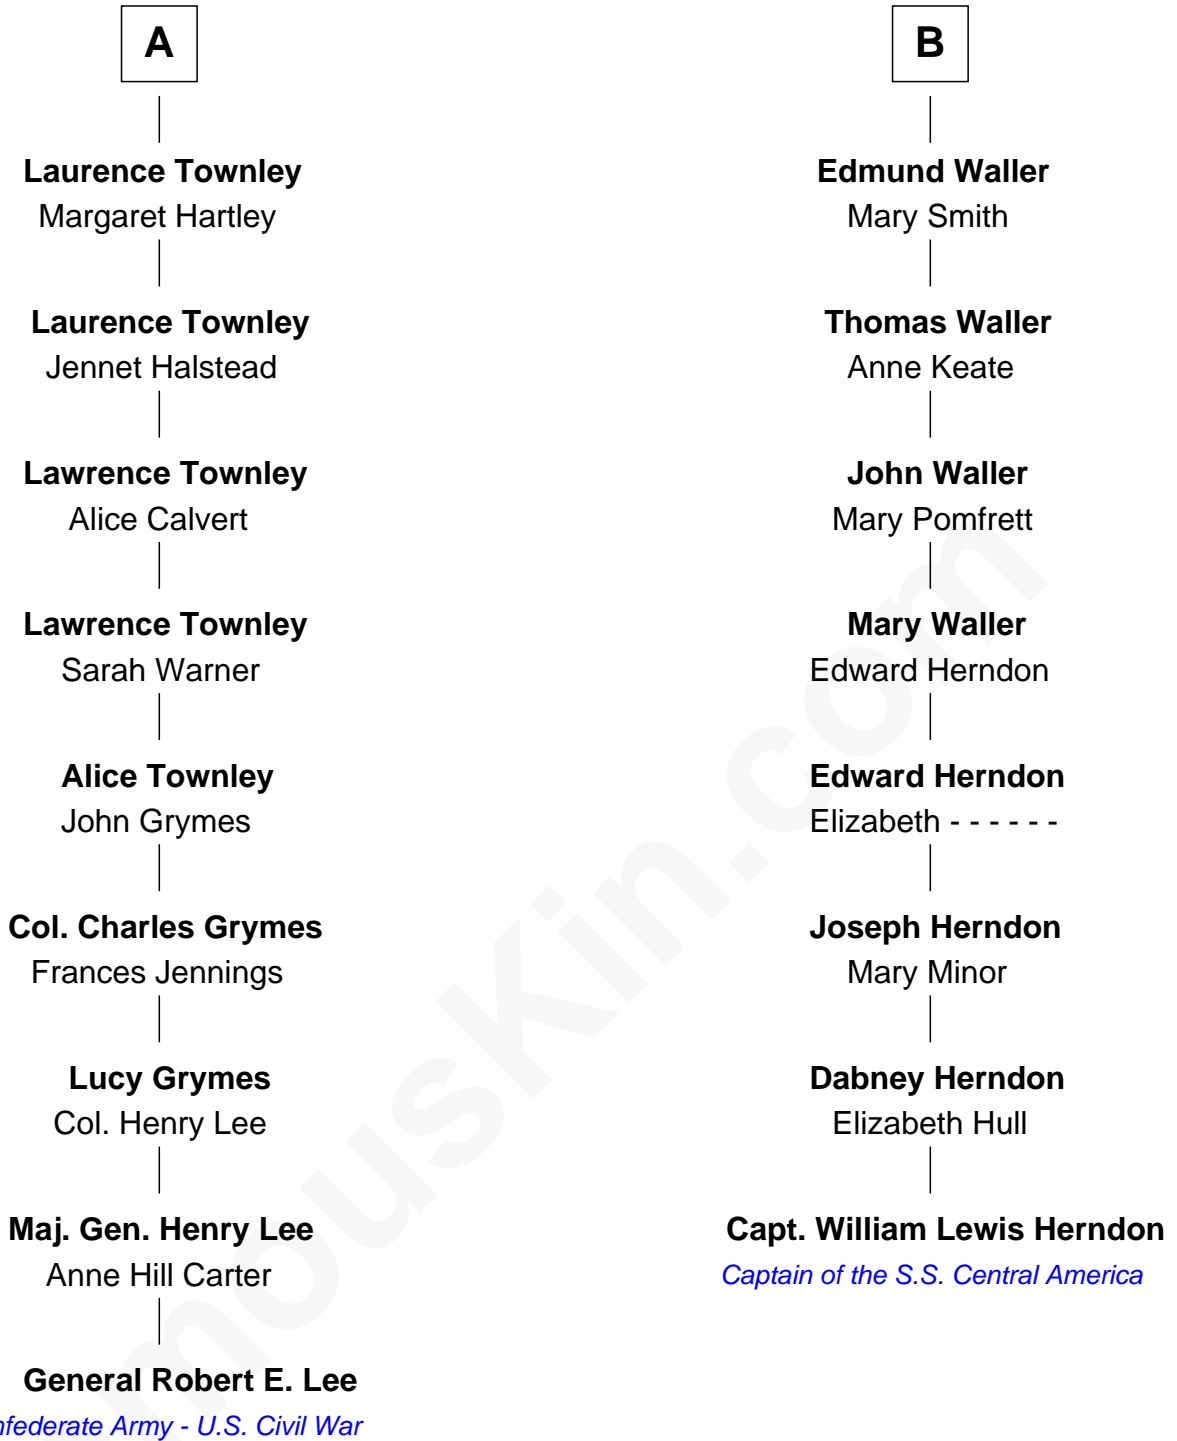 A
Laurence Townley
Margaret Hartley
Laurence Townley
Jennet Halstead
Lawrence Townley
Alice Calvert
Lawrence Townley
Sarah Warner
Alice Townley
John Grymes
Col. Charles Grymes
Frances Jennings
Lucy Grymes
Col. Henry Lee
Maj. Gen. Henry Lee
Anne Hill Carter
General Robert E. Lee
nfederate Army - U.S. Civil War
B
Edmund Waller
Mary Smith
Thomas Waller
Anne Keate
John Waller
Mary Pomfrett
Mary Waller
Edward Herndon
Edward Herndon
Elizabeth - - - - - -
Joseph Herndon
Mary Minor
Dabney Herndon
Elizabeth Hull
Capt. William Lewis Herndon
Captain of the S.S. Central America
mousKin.com